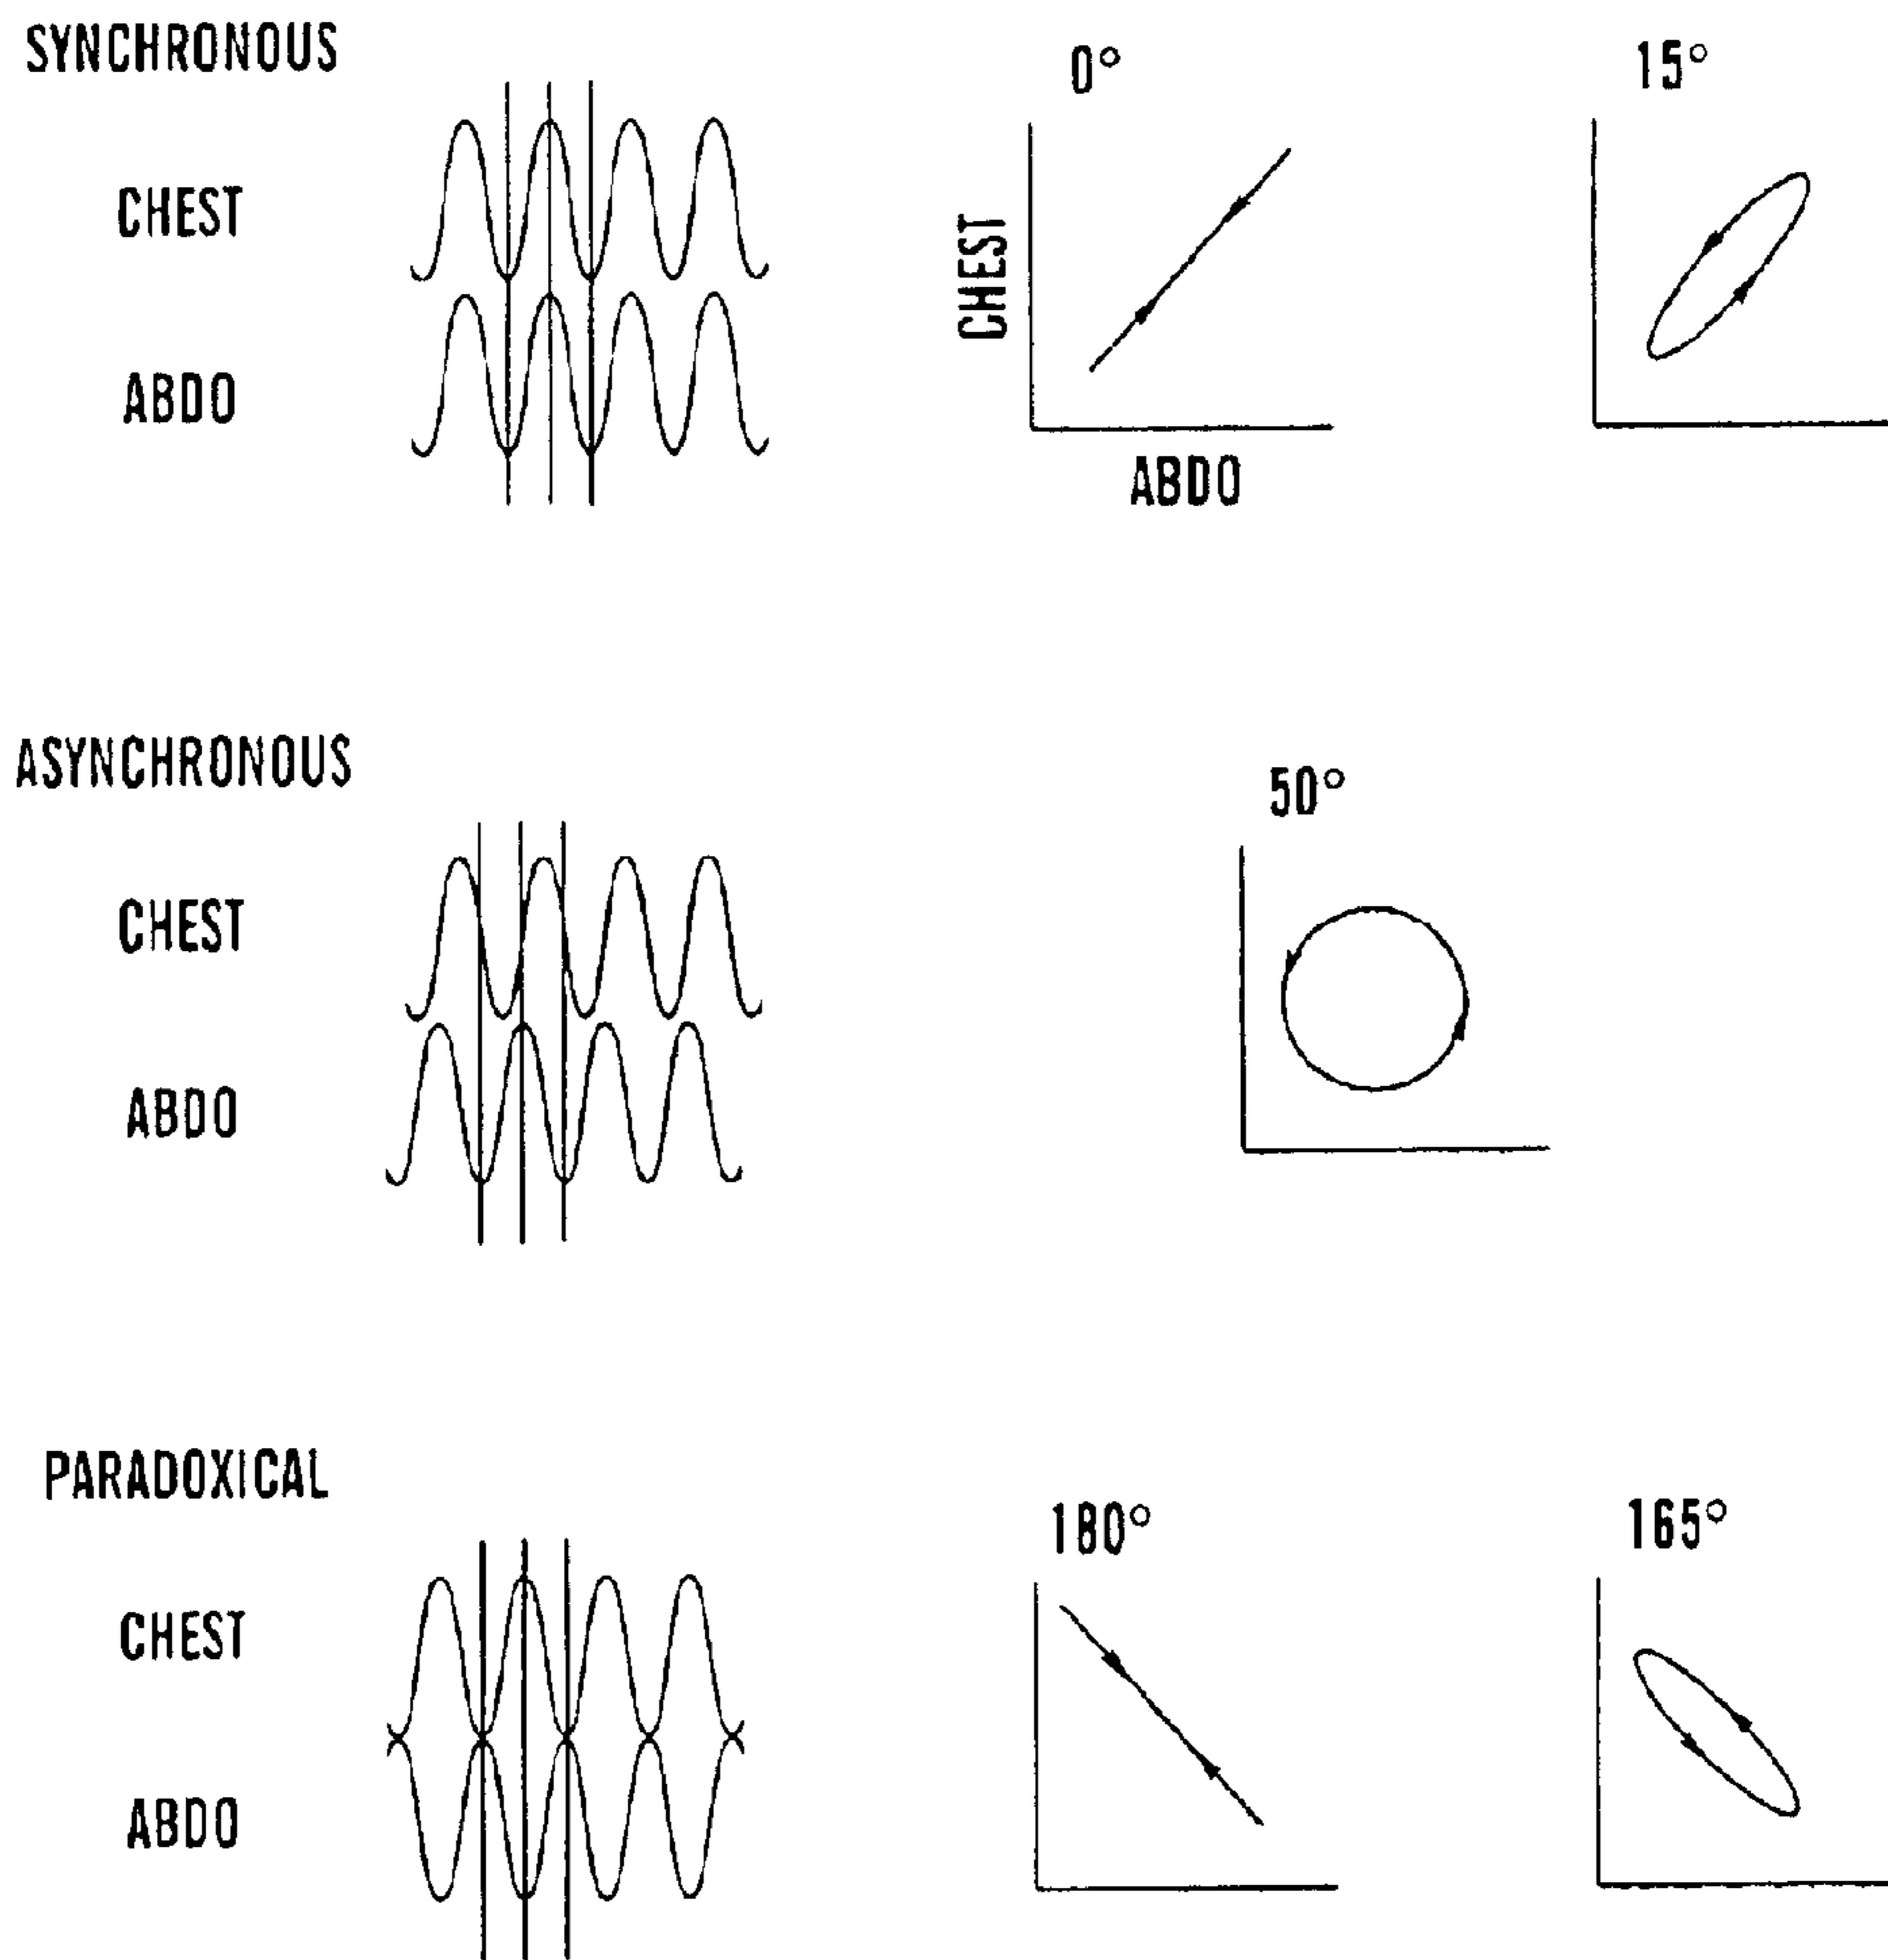 SYNCHRONOUS
0°
15°
CHEST
CHEST
ABDO
ABDO
ASYNCHRONOUS
50°
CHEST
ABDO
PARADOXICAL
180°
165°
CHEST
ABDO